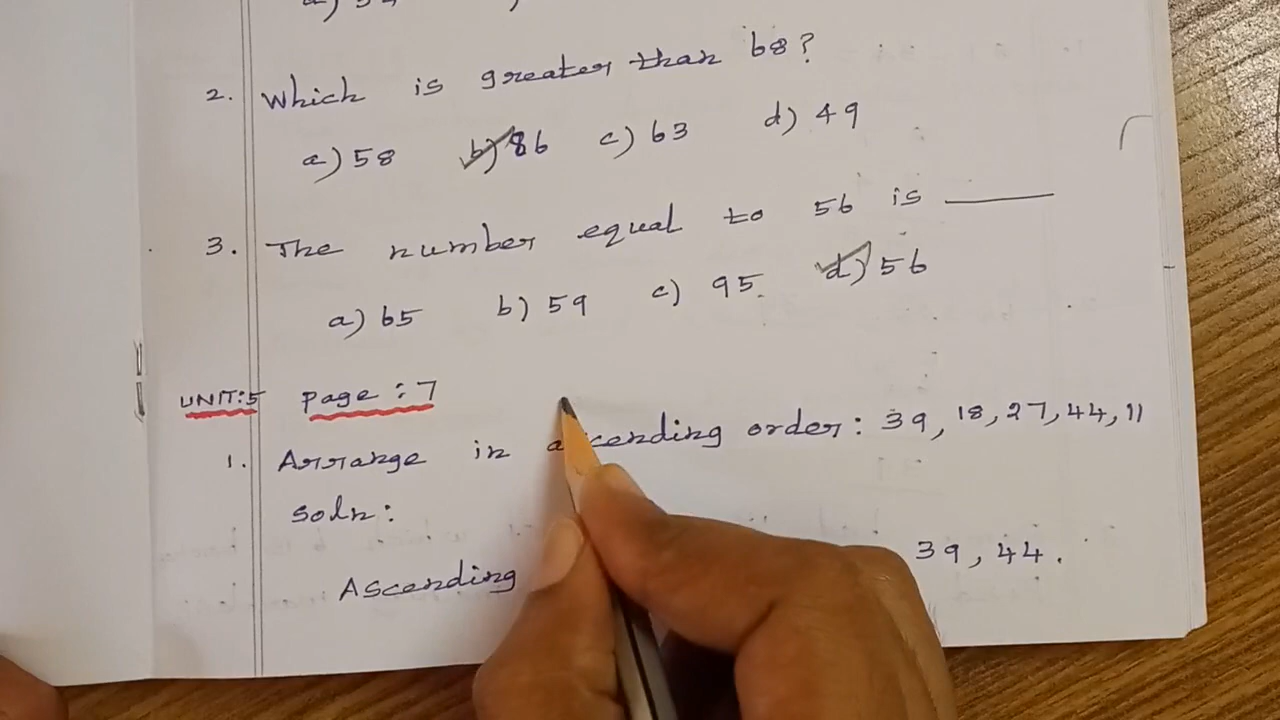 2. Which is greater than 68?
a) 58 b) 86 c) 63 d) 49
3. The number equal to 56 is ______
a) 65 b) 59 c) 95 d) 56
UNIT:5 Page:7
1. Arrange in ascending order: 39, 18, 27, 44, 11
Soln:
Ascending 39, 44.